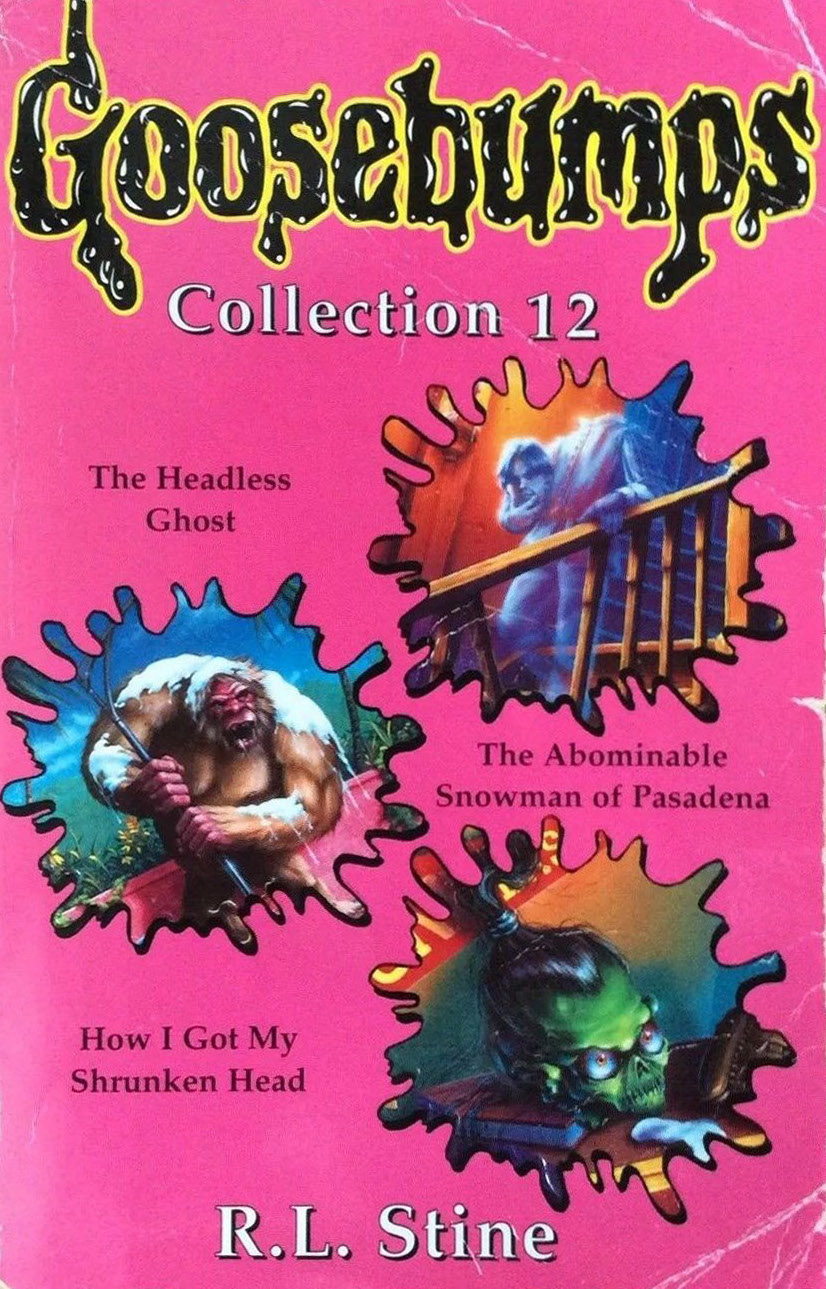 Goosebumps
Collection 12
The Headless
Ghost
The Abominable
Snowman of Pasadena
How I Got My
Shrunken Head
R.L. Stine